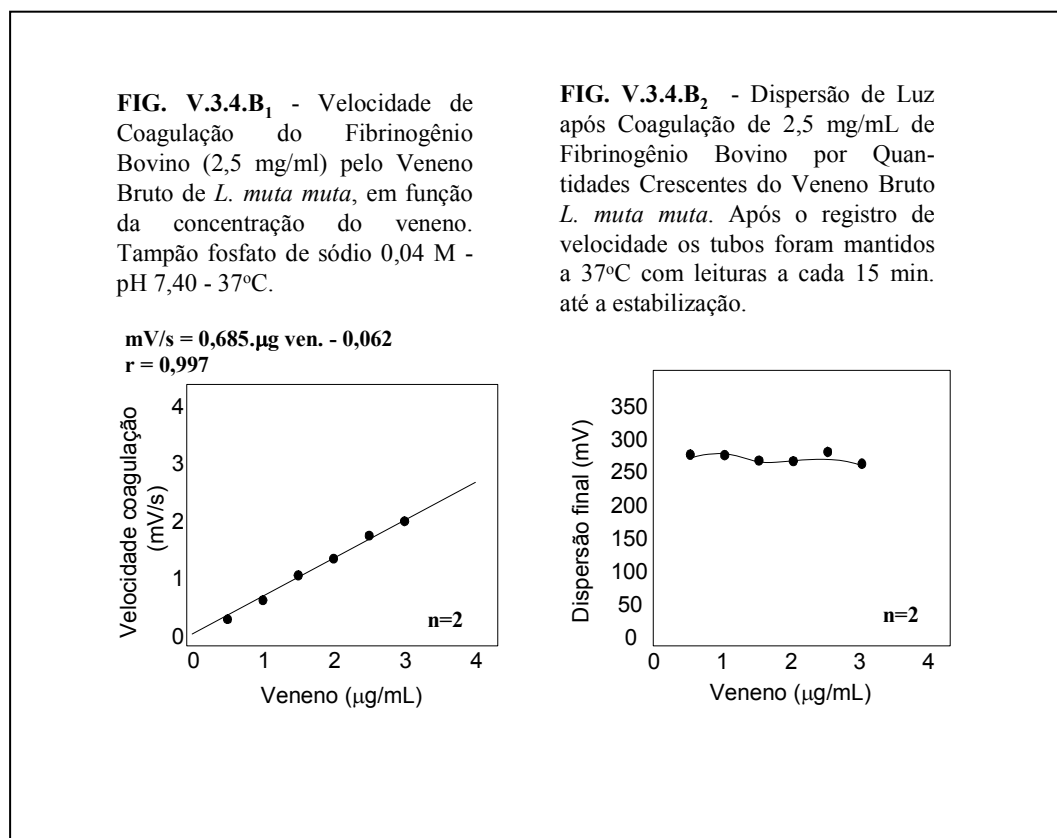 FIG. V.3.4.B1 - Velocidade de
Coagulação do Fibrinogênio
Bovino (2,5 mg/ml) pelo Veneno
Bruto de L. muta muta, em função
da concentração do veneno.
Tampão fosfato de sódio 0,04 M -
pH 7,40 - 37ºC.
mV/s = 0,685.µg ven. - 0,062
r = 0,997
Velocidade coagulação
(mV/s)
4
3
2
1
0
n=2
0 1 2 3 4
Veneno (µg/mL)
FIG. V.3.4.B2 - Dispersão de Luz
após Coagulação de 2,5 mg/mL de
Fibrinogênio Bovino por Quan-
tidades Crescentes do Veneno Bruto
L. muta muta. Após o registro de
velocidade os tubos foram mantidos
a 37ºC com leituras a cada 15 min.
até a estabilização.
Dispersão final (mV)
350
300
250
200
150
100
50
0
n=2
0 1 2 3 4
Veneno (µg/mL)